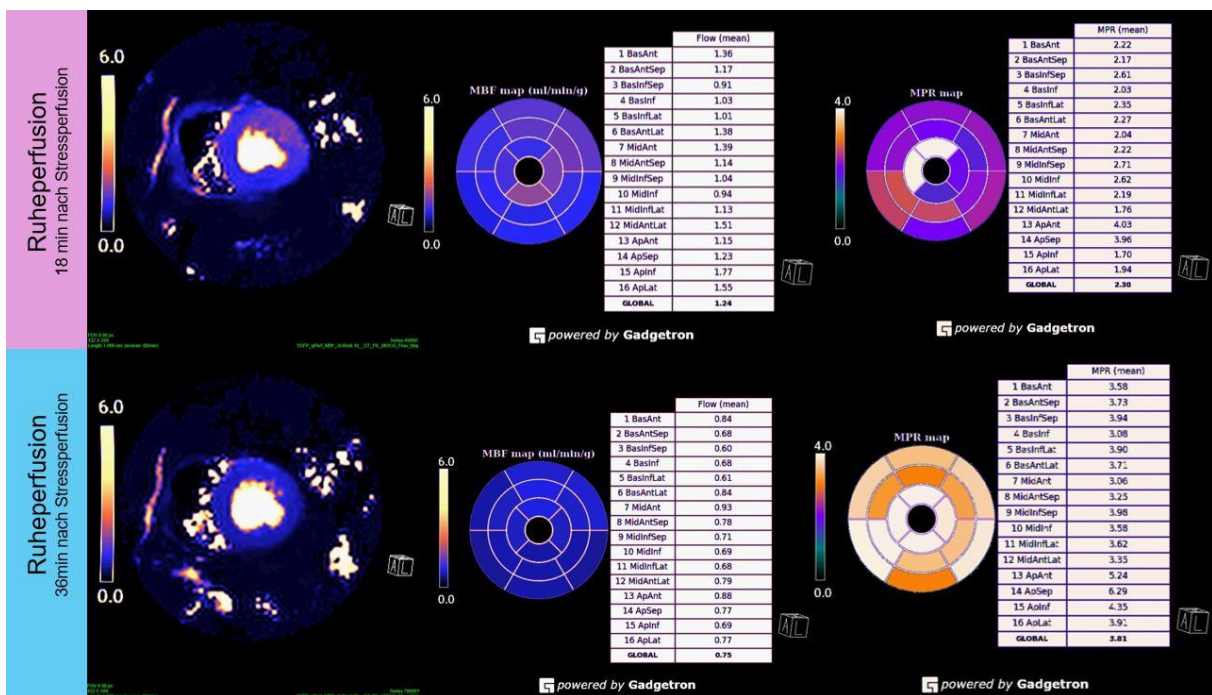 Ruheperfusion
18 min nach Stressperfusion
6.0
0.0
MBF map (ml/min/g)
6.0
0.0
Flow (mean)
1 BasAnt 1.36
2 BasAntSep 1.17
3 BasInfSep 0.91
4 BasInf 1.03
5 BasInfLat 1.01
6 BasAntLat 1.38
7 MidAnt 1.39
8 MidAntSep 1.14
9 MidInfSep 1.04
10 MidInf 0.94
11 MidInfLat 1.13
12 MidAntLat 1.51
13 ApAnt 1.15
14 ApSep 1.23
15 ApInf 1.77
16 ApLat 1.55
GLOBAL 1.24
AL
powered by Gadgetron
MPR map
4.0
0.0
MPR (mean)
1 BasAnt 2.22
2 BasAntSep 2.17
3 BasInfSep 2.61
4 BasInf 2.03
5 BasInfLat 2.35
6 BasAntLat 2.27
7 MidAnt 2.04
8 MidAntSep 2.22
9 MidInfSep 2.71
10 MidInf 2.62
11 MidInfLat 2.19
12 MidAntLat 1.76
13 ApAnt 4.03
14 ApSep 3.96
15 ApInf 1.70
16 ApLat 1.94
GLOBAL 2.30
AL
powered by Gadgetron
Ruheperfusion
36min nach Stressperfusion
6.0
0.0
AL
MBF map (ml/min/g)
6.0
0.0
Flow (mean)
1 BasAnt 0.84
2 BasAntSep 0.68
3 BasInfSep 0.60
4 BasInf 0.68
5 BasInfLat 0.61
6 BasAntLat 0.84
7 MidAnt 0.93
8 MidAntSep 0.78
9 MidInfSep 0.71
10 MidInf 0.69
11 MidInfLat 0.68
12 MidAntLat 0.79
13 ApAnt 0.88
14 ApSep 0.77
15 ApInf 0.69
16 ApLat 0.77
GLOBAL 0.75
AL
powered by Gadgetron
MPR map
4.0
0.0
MPR (mean)
1 BasAnt 3.58
2 BasAntSep 3.73
3 BasInfSep 3.94
4 BasInf 3.08
5 BasInfLat 3.90
6 BasAntLat 3.71
7 MidAnt 3.06
8 MidAntSep 3.25
9 MidInfSep 3.98
10 MidInf 3.58
11 MidInfLat 3.62
12 MidAntLat 3.35
13 ApAnt 5.24
14 ApSep 6.29
15 ApInf 4.35
16 ApLat 3.91
GLOBAL 3.81
AL
powered by Gadgetron